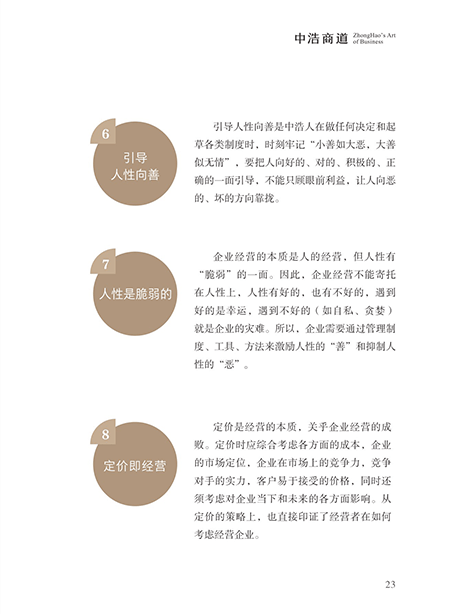 中浩商道 ZhongHao's Art
of Business
6
引导
人性向善
引导人性向善是中浩人在做任何决定和起
草各类制度时，时刻牢记“小善如大恶，大善
似无情”，要把人向好的、对的、积极的、正
确的一面引导，不能只顾眼前利益，让人向恶
的、坏的方向靠拢。
7
人性是脆弱的
企业经营的本质是人的经营，但人性有
“脆弱”的一面。因此，企业经营不能寄托
在人性上，人性有好的，也有不好的，遇到
好的是幸运，遇到不好的（如自私、贪婪）
就是企业的灾难。所以，企业需要通过管理制
度、工具、方法来激励人性的“善”和抑制人
性的“恶”。
8
定价即经营
定价是经营的本质，关乎企业经营的成
败。定价时应综合考虑各方面的成本，企业
的市场定位，企业在市场上的竞争力，竞争
对手的实力，客户易于接受的价格，同时还
须考虑对企业当下和未来的各方面影响。从
定价的策略上，也直接印证了经营者在如何
考虑经营企业。
23